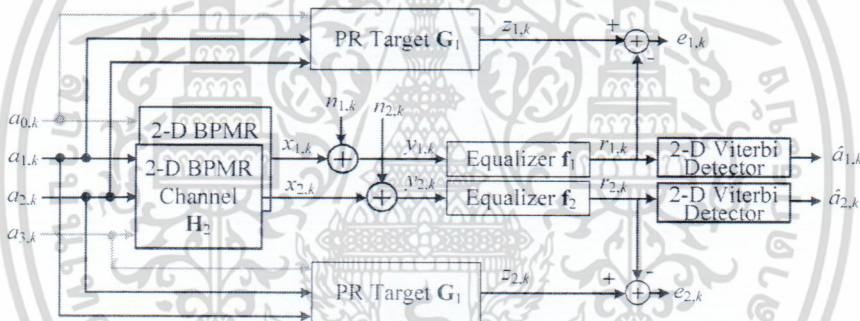 PR Target G₁
z₁,ₖ
+
-
e₁,ₖ
a₀,ₖ
n₁,ₖ
n₂,ₖ
2-D BPMR
a₁,ₖ
2-D BPMR
Channel
H₂
x₁,ₖ
+
y₁,ₖ
Equalizer f₁
r₁,ₖ
2-D Viterbi
Detector
â₁,ₖ
a₂,ₖ
x₂,ₖ
+
y₂,ₖ
Equalizer f₂
r₂,ₖ
2-D Viterbi
Detector
â₂,ₖ
a₃,ₖ
PR Target G₁
z₂,ₖ
+
-
e₂,ₖ